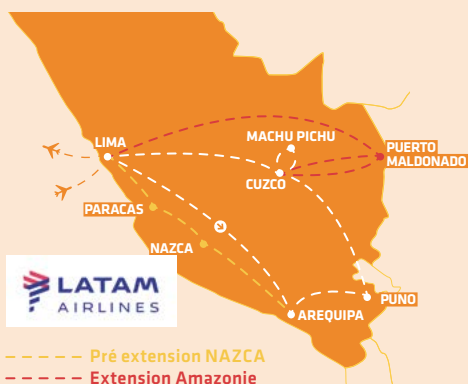 LIMA
MACHU PICHU
PUERTO
MALDONADO
CUZCO
PARACAS
NAZCA
PUNO
AREQUIPA
LATAM
AIRLINES
Pré extension NAZCA
Extension Amazonie